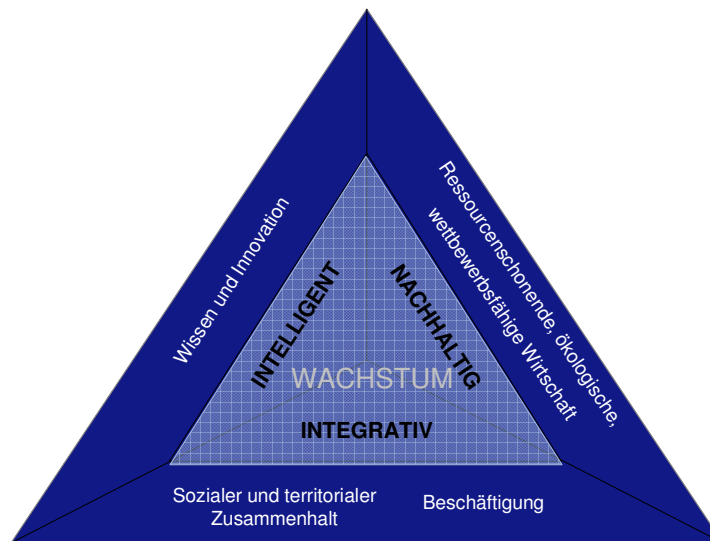 Wissen und Innovation
Ressourcenschonende, ökologische,
wettbewerbsfähige Wirtschaft
INTELLIGENT
NACHHALTIG
WACHSTUM
INTEGRATIV
Sozialer und territorialer
Zusammenhalt
Beschäftigung